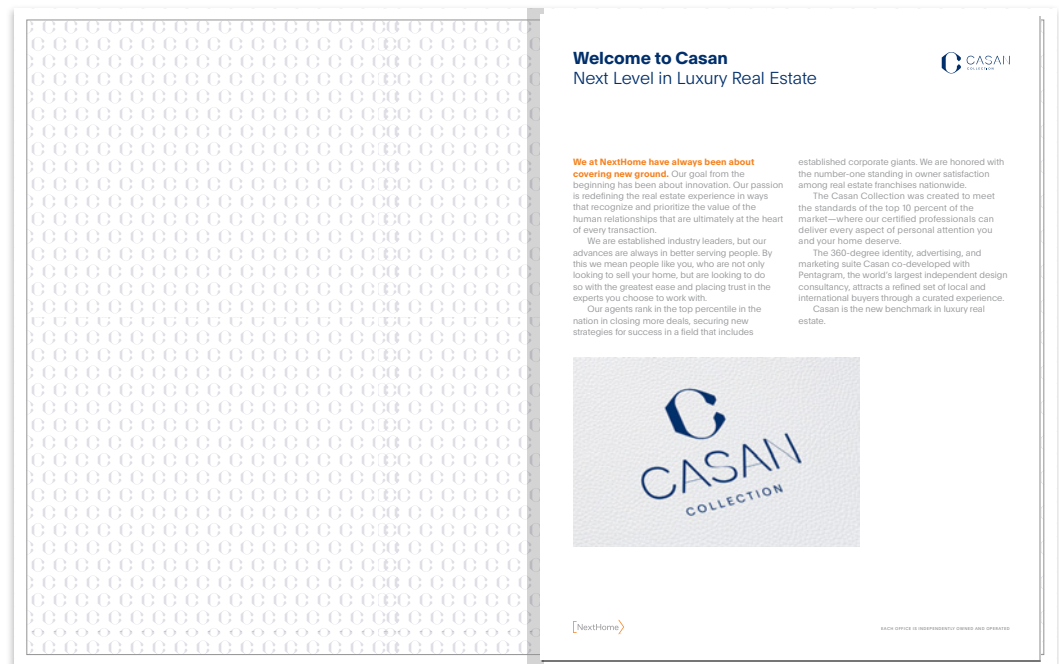 Welcome to Casan
Next Level in Luxury Real Estate
CASAN
COLLECTION
We at NextHome have always been about
covering new ground. Our goal from the
beginning has been about innovation. Our passion
is redefining the real estate experience in ways
that recognize and prioritize the value of the
human relationships that are ultimately at the heart
of every transaction.
We are established industry leaders, but our
advances are always in better serving people. By
this we mean people like you, who are not only
looking to sell your home, but are looking to do
so with the greatest ease and placing trust in the
experts you choose to work with.
Our agents rank in the top percentile in the
nation in closing more deals, securing new
strategies for success in a field that includes
established corporate giants. We are honored with
the number-one standing in owner satisfaction
among real estate franchises nationwide.
The Casan Collection was created to meet
the standards of the top 10 percent of the
market—where our certified professionals can
deliver every aspect of personal attention you
and your home deserve.
The 360-degree identity, advertising, and
marketing suite Casan co-developed with
Pentagram, the world's largest independent design
consultancy, attracts a refined set of local and
international buyers through a curated experience.
Casan is the new benchmark in luxury real
estate.
C
CASAN
COLLECTION
NextHome
EACH OFFICE IS INDEPENDENTLY OWNED AND OPERATED